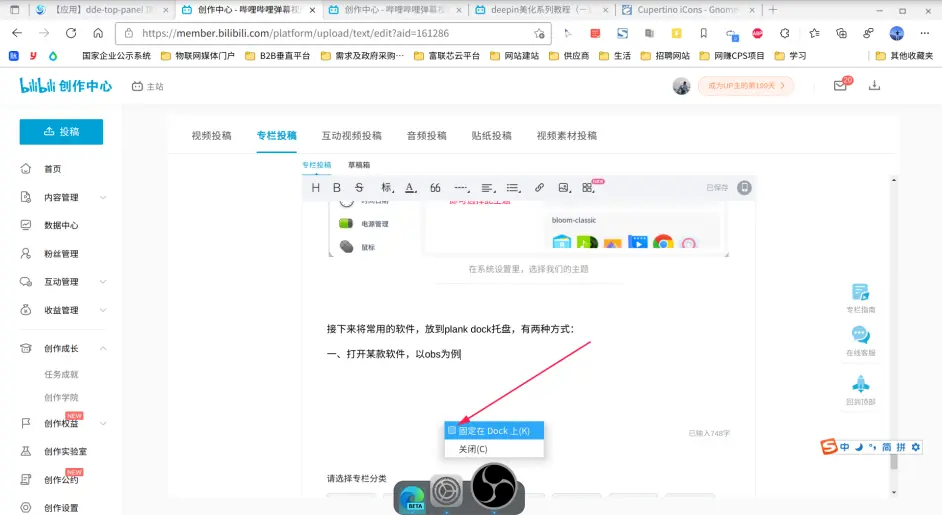 【应用】dde-top-panel 顶
创作中心 - 哔哩哔哩弹幕视
创作中心 - 哔哩哔哩弹幕视
deepin美化系列教程（一）
Cupertino iCons - Gnome
https://member.bilibili.com/platform/upload/text/edit?aid=161286
国家企业公示系统 物联网媒体门户 B2B垂直平台 需求及政府采购… 富联芯云平台 网站建站 供应商 生活 招聘网站 网赚CPS项目 学习 其他收藏夹
bilibili 创作中心 主站
成为UP主的第190天 >
20
投稿
首页
内容管理
数据中心
粉丝管理
互动管理
收益管理
创作成长
任务成就
创作学院
创作权益 NEW
创作实验室
创作公约 NEW
创作设置
视频投稿 专栏投稿 互动视频投稿 音频投稿 贴纸投稿 视频素材投稿
专栏投稿 草稿箱
H B S 标 A 66 NEW 已保存
电源管理
鼠标
即可选择此主题
bloom-classic
在系统设置里，选择我们的主题
接下来将常用的软件，放到plank dock托盘，有两种方式：
一、打开某款软件，以obs为例
固定在 Dock 上(K)
关闭(C)
已输入748字
请选择专栏分类
BETA
专栏指南
在线客服
回到顶部
S 中 简 拼